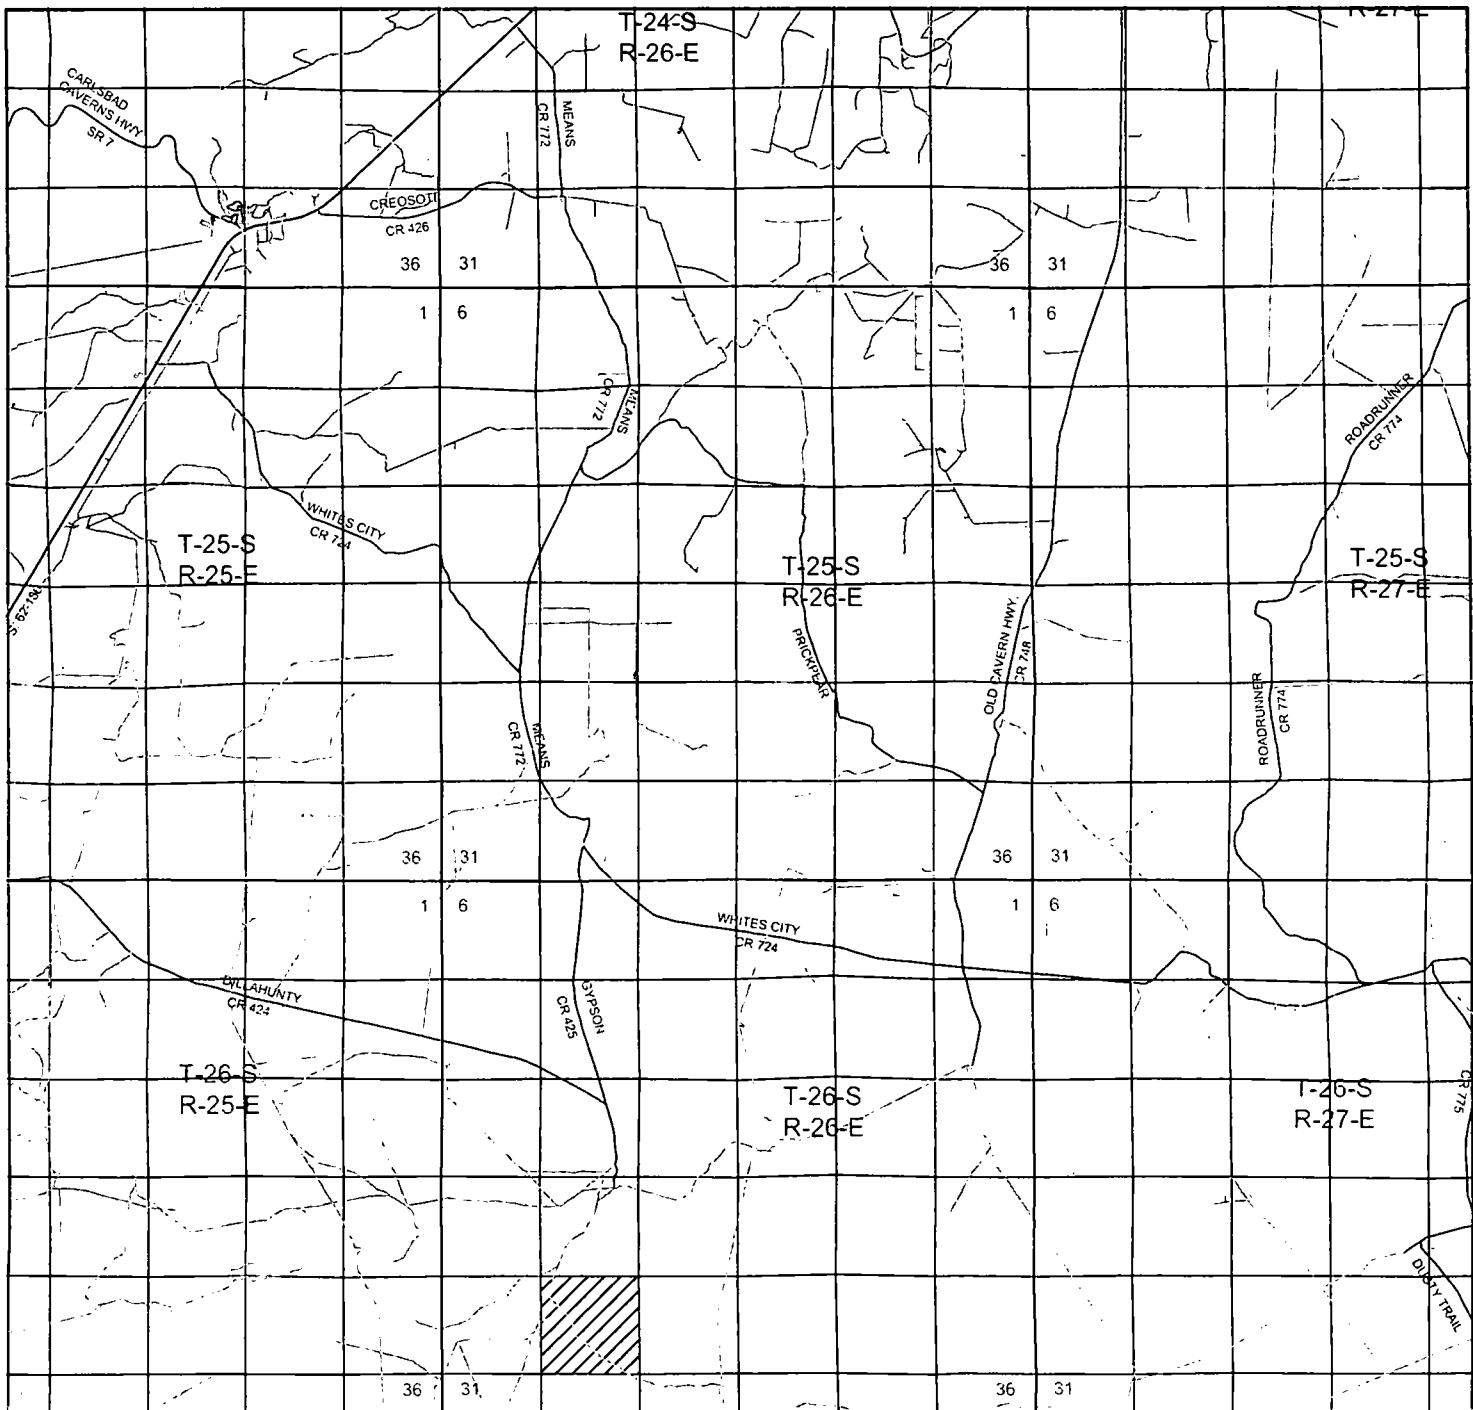 T-24-S
R-26-E
R-27-E
CARLSBAD
CAVERNS HWY
SR 7
MEANS
CR 772
CREOSOTE
CR 426
36 31
1 6
36 31
1 6
MEANS
CR 772
ROADRUNNER
CR 774
WHITES CITY
CR 724
T-25-S
R-25-E
T-25-S
R-26-E
T-25-S
R-27-E
PRICKPEAR
OLD CAVERN HWY.
CR 748
MEANS
CR 772
ROADRUNNER
CR 774
36 31
1 6
36 31
1 6
WHITES CITY
CR 724
DILLAHUNTY
CR 424
GYPSON
CR 425
T-26-S
R-25-E
T-26-S
R-26-E
T-26-S
R-27-E
CR 775
DUSTY TRAIL
36 31
36 31